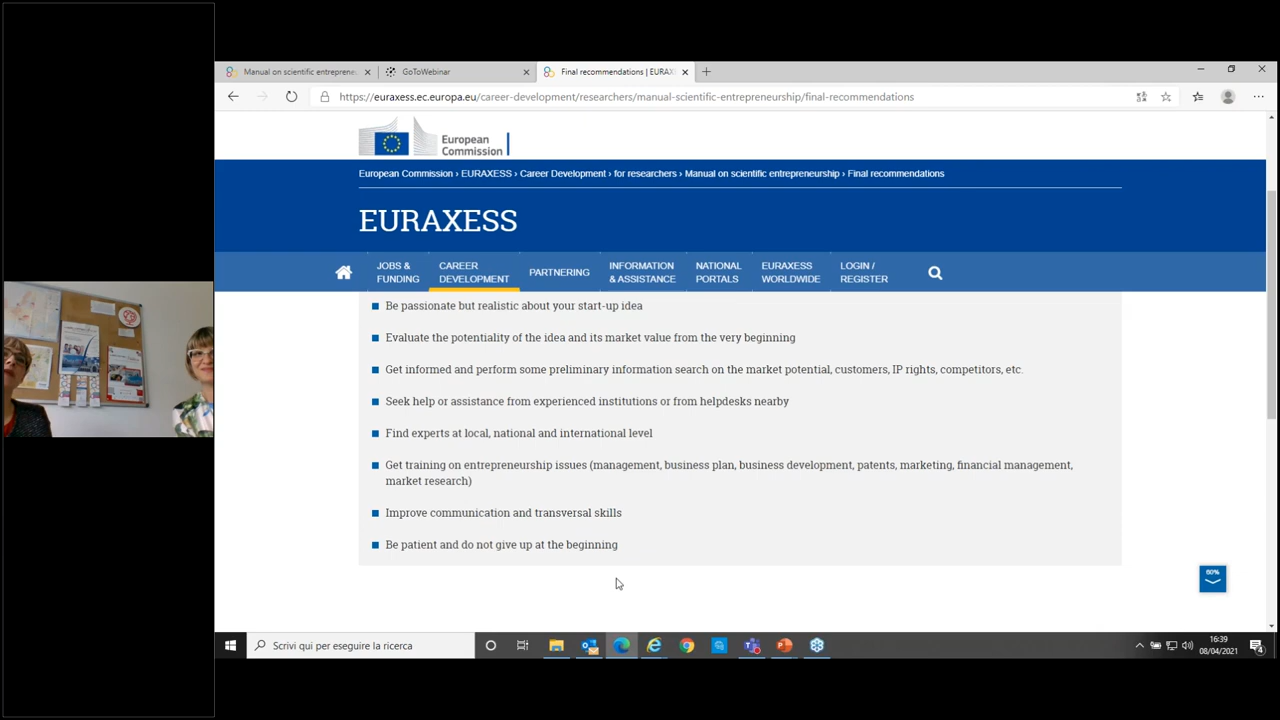 Manual on scientific entreprene
GoToWebinar
Final recommendations | EURAX
https://euraxess.ec.europa.eu/career-development/researchers/manual-scientific-entrepreneurship/final-recommendations
European
Commission
European Commission › EURAXESS › Career Development › for researchers › Manual on scientific entrepreneurship › Final recommendations
EURAXESS
JOBS & FUNDING
CAREER DEVELOPMENT
PARTNERING
INFORMATION & ASSISTANCE
NATIONAL PORTALS
EURAXESS WORLDWIDE
LOGIN / REGISTER
Be passionate but realistic about your start-up idea
Evaluate the potentiality of the idea and its market value from the very beginning
Get informed and perform some preliminary information search on the market potential, customers, IP rights, competitors, etc.
Seek help or assistance from experienced institutions or from helpdesks nearby
Find experts at local, national and international level
Get training on entrepreneurship issues (management, business plan, business development, patents, marketing, financial management,
market research)
Improve communication and transversal skills
Be patient and do not give up at the beginning
60%
Scrivi qui per eseguire la ricerca
16:39
08/04/2021
4